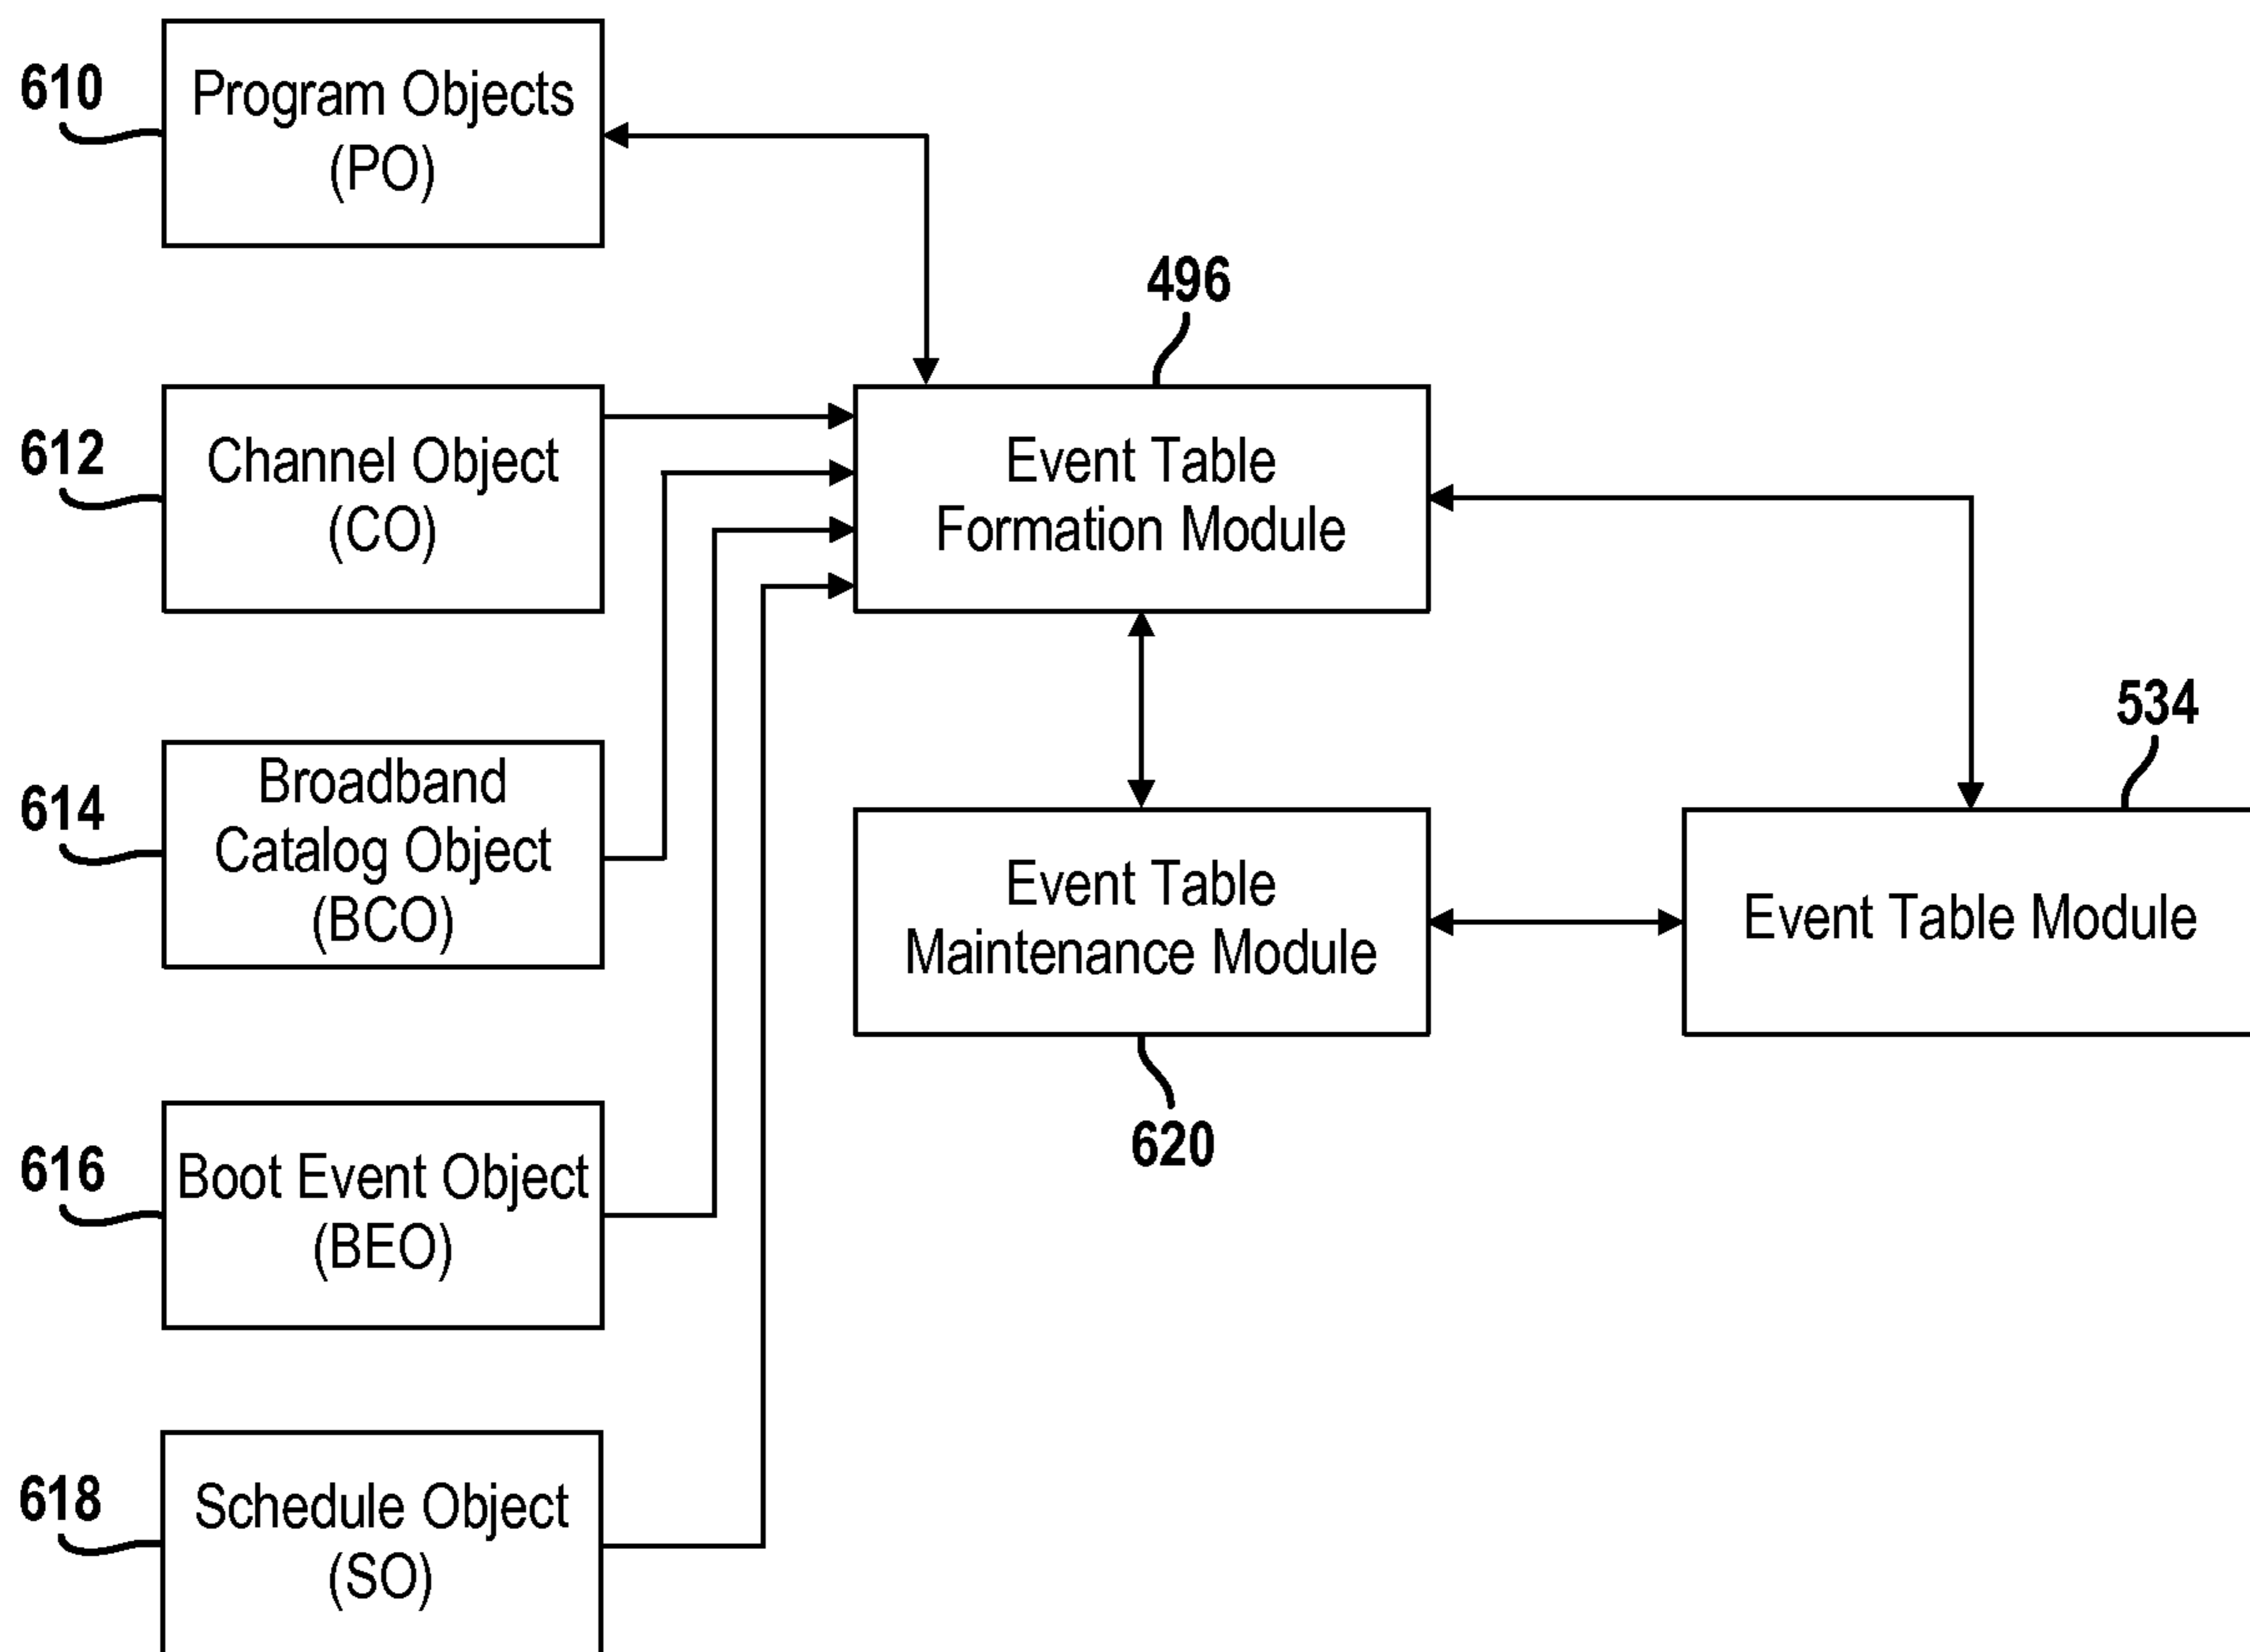 610
Program Objects
(PO)
496
612
Channel Object
(CO)
Event Table
Formation Module
534
614
Broadband
Catalog Object
(BCO)
Event Table
Maintenance Module
Event Table Module
620
616
Boot Event Object
(BEO)
618
Schedule Object
(SO)